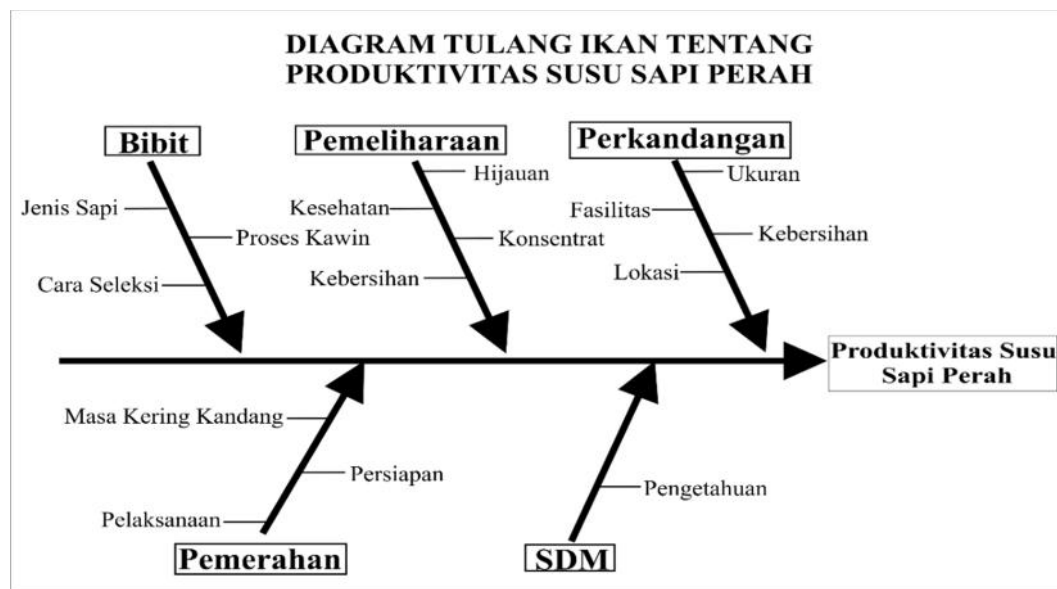 DIAGRAM TULANG IKAN TENTANG
PRODUKTIVITAS SUSU SAPI PERAH
Bibit
Pemeliharaan
Perkandangan
Hijauan
Ukuran
Jenis Sapi
Kesehatan
Fasilitas
Proses Kawin
Konsentrat
Kebersihan
Cara Seleksi
Kebersihan
Lokasi
Produktivitas Susu
Sapi Perah
Masa Kering Kandang
Persiapan
Pengetahuan
Pelaksanaan
Pemerahan
SDM